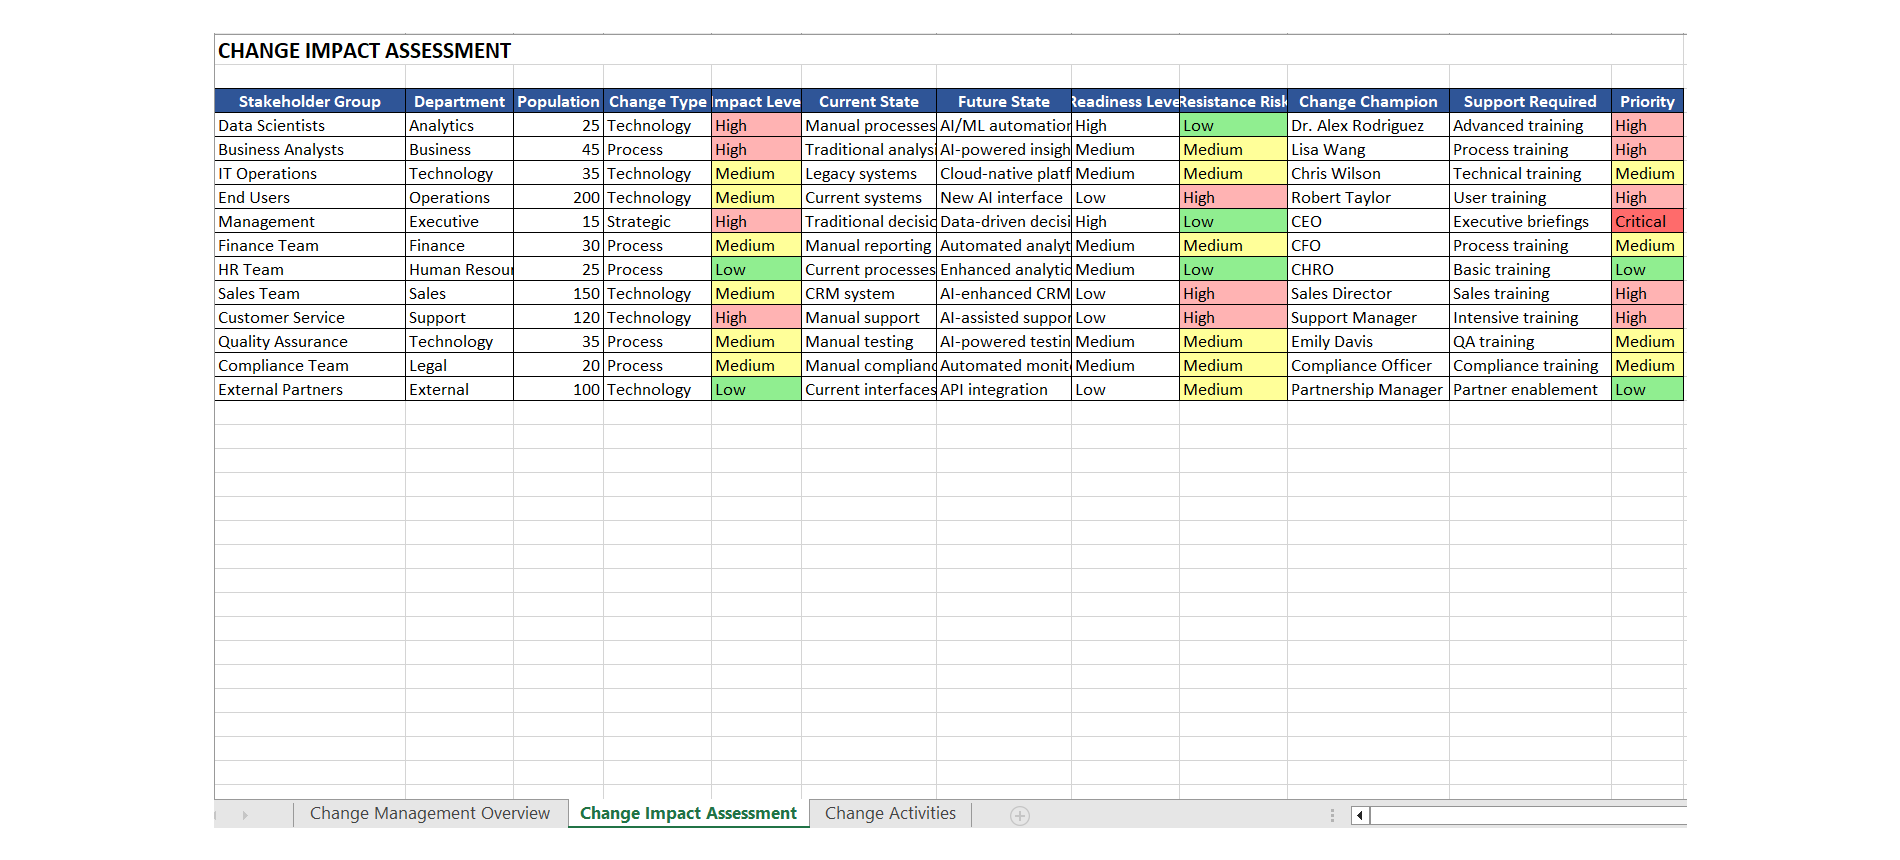 CHANGE IMPACT ASSESSMENT
Stakeholder Group Department Population Change Type Impact Leve Current State Future State Readiness Leve Resistance Risk Change Champion Support Required Priority
Data Scientists Analytics 25 Technology High Manual processes AI/ML automation High Low Dr. Alex Rodriguez Advanced training High
Business Analysts Business 45 Process High Traditional analysi AI-powered insigh Medium Medium Lisa Wang Process training High
IT Operations Technology 35 Technology Medium Legacy systems Cloud-native platf Medium Medium Chris Wilson Technical training Medium
End Users Operations 200 Technology Medium Current systems New AI interface Low High Robert Taylor User training High
Management Executive 15 Strategic High Traditional decisic Data-driven decisi High Low CEO Executive briefings Critical
Finance Team Finance 30 Process Medium Manual reporting Automated analyt Medium Medium CFO Process training Medium
HR Team Human Resour 25 Process Low Current processes Enhanced analytic Medium Low CHRO Basic training Low
Sales Team Sales 150 Technology Medium CRM system AI-enhanced CRM Low High Sales Director Sales training High
Customer Service Support 120 Technology High Manual support AI-assisted suppor Low High Support Manager Intensive training High
Quality Assurance Technology 35 Process Medium Manual testing AI-powered testin Medium Medium Emily Davis QA training Medium
Compliance Team Legal 20 Process Medium Manual complianc Automated monit Medium Medium Compliance Officer Compliance training Medium
External Partners External 100 Technology Low Current interfaces API integration Low Medium Partnership Manager Partner enablement Low
Change Management Overview Change Impact Assessment Change Activities